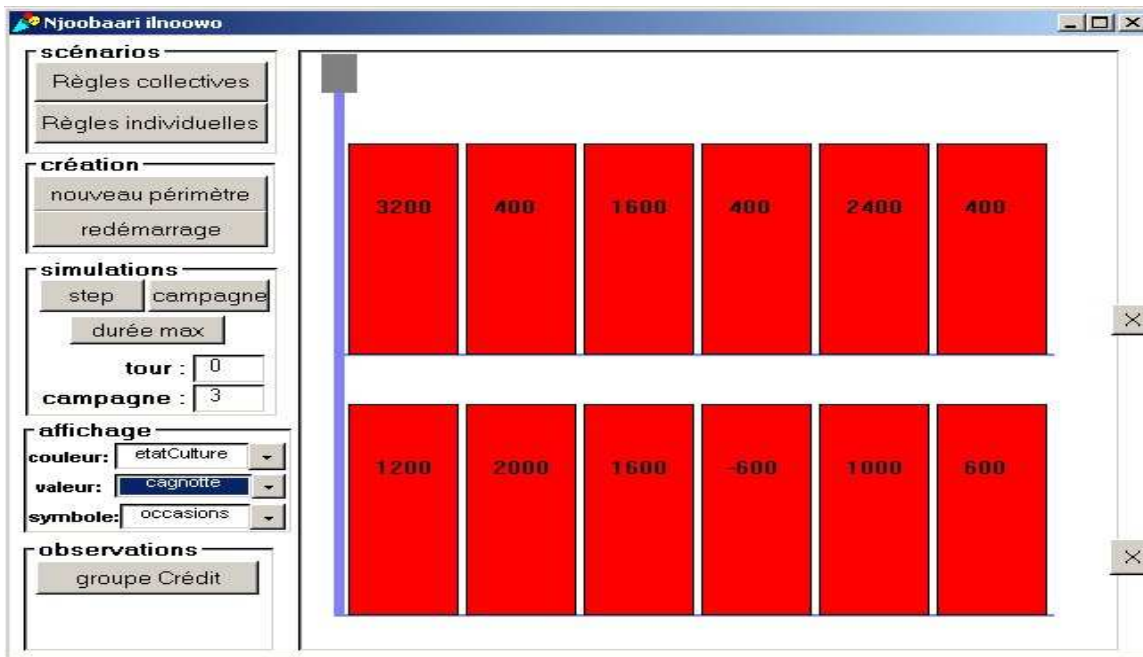 Njoobaari ilnoowo
scénarios
Règles collectives
Règles individuelles
création
nouveau périmètre
redémarrage
simulations
step campagne
durée max
tour : 0
campagne : 3
affichage
couleur: etatCulture
valeur: cagnotte
symbole: occasions
observations
groupe Crédit
3200 400 1600 400 2400 400
1200 2000 1600 -600 1000 600